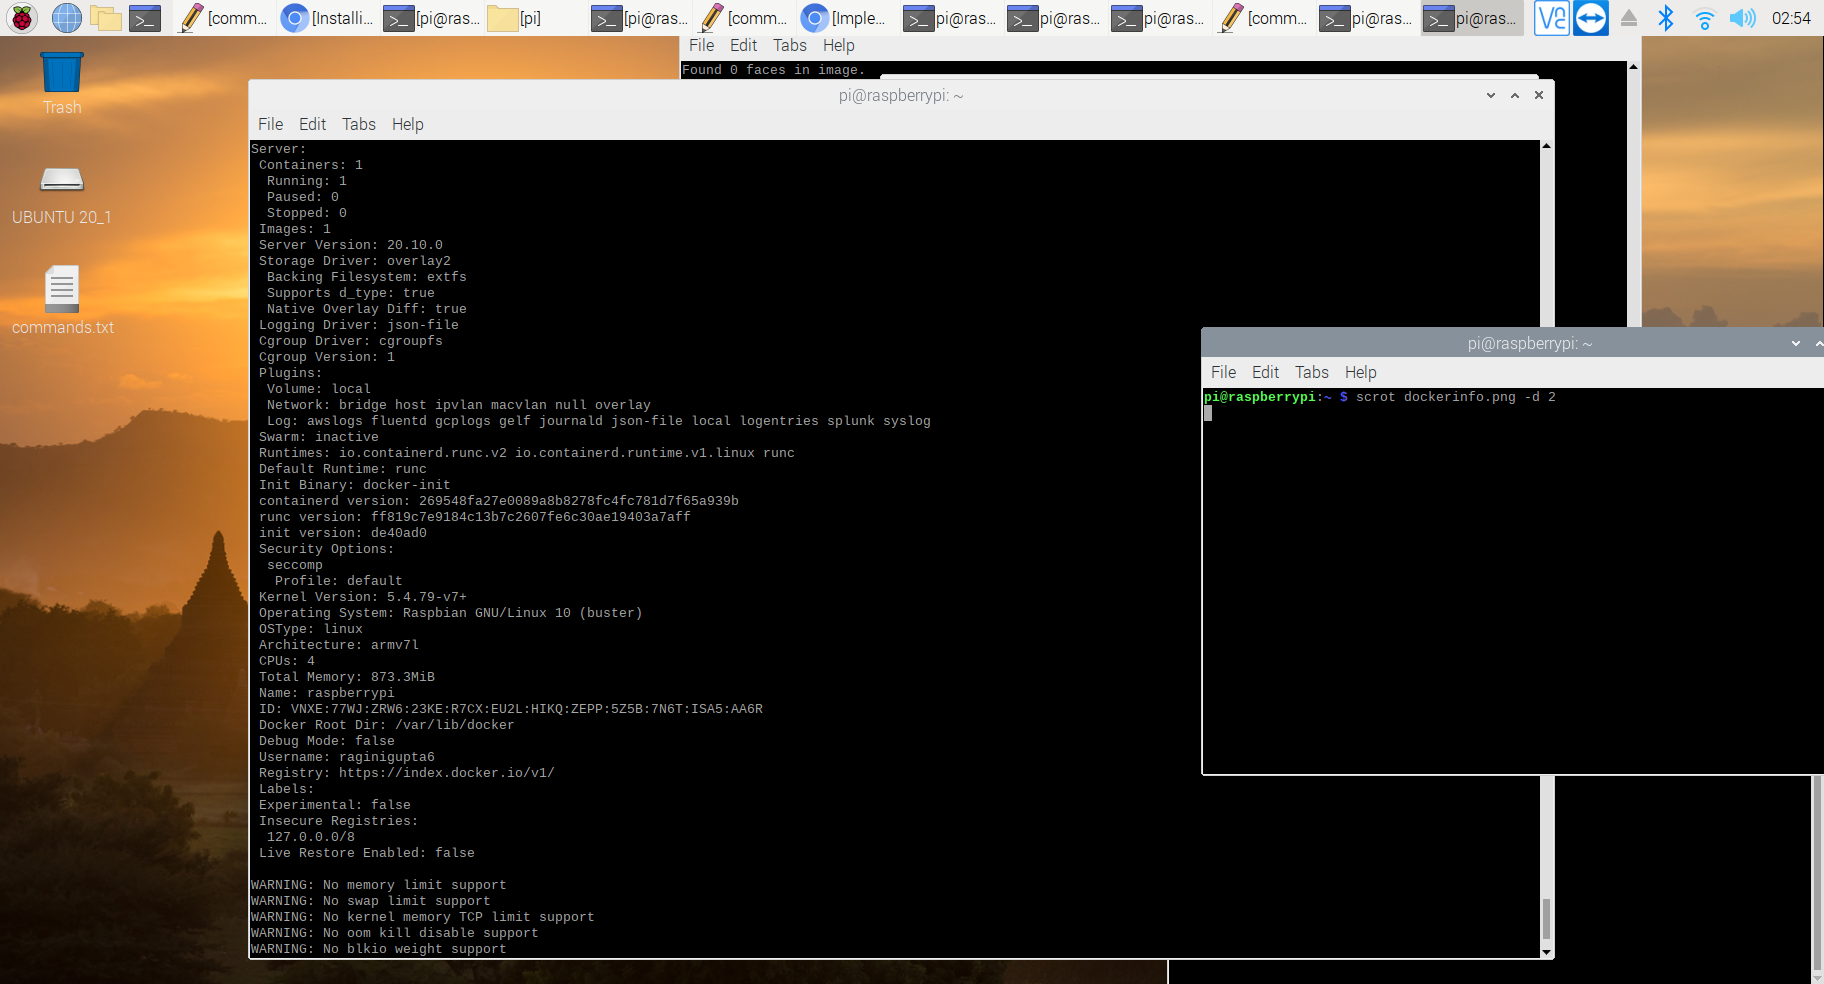 [comm...
[Installi...
[pi@ras...
[pi]
[pi@ras...
[comm...
[Imple...
pi@ras...
pi@ras...
pi@ras...
[comm...
pi@ras...
pi@ras...
02:54
File Edit Tabs Help
Found 0 faces in image.
Trash
UBUNTU 20_1
commands.txt
pi@raspberrypi: ~
File Edit Tabs Help
Server:
Containers: 1
Running: 1
Paused: 0
Stopped: 0
Images: 1
Server Version: 20.10.0
Storage Driver: overlay2
Backing Filesystem: extfs
Supports d_type: true
Native Overlay Diff: true
Logging Driver: json-file
Cgroup Driver: cgroupfs
Cgroup Version: 1
Plugins:
Volume: local
Network: bridge host ipvlan macvlan null overlay
Log: awslogs fluentd gcplogs gelf journald json-file local logentries splunk syslog
Swarm: inactive
Runtimes: io.containerd.runc.v2 io.containerd.runtime.v1.linux runc
Default Runtime: runc
Init Binary: docker-init
containerd version: 269548fa27e0089a8b8278fc4fc781d7f65a939b
runc version: ff819c7e9184c13b7c2607fe6c30ae19403a7aff
init version: de40ad0
Security Options:
seccomp
Profile: default
Kernel Version: 5.4.79-v7+
Operating System: Raspbian GNU/Linux 10 (buster)
OSType: linux
Architecture: armv7l
CPUs: 4
Total Memory: 873.3MiB
Name: raspberrypi
ID: VNXE:77WJ:ZRW6:23KE:R7CX:EU2L:HIKQ:ZEPP:5Z5B:7N6T:ISA5:AA6R
Docker Root Dir: /var/lib/docker
Debug Mode: false
Username: raginigupta6
Registry: https://index.docker.io/v1/
Labels:
Experimental: false
Insecure Registries:
127.0.0.0/8
Live Restore Enabled: false
WARNING: No memory limit support
WARNING: No swap limit support
WARNING: No kernel memory TCP limit support
WARNING: No oom kill disable support
WARNING: No blkio weight support
pi@raspberrypi: ~
File Edit Tabs Help
pi@raspberrypi:~ $ scrot dockerinfo.png -d 2